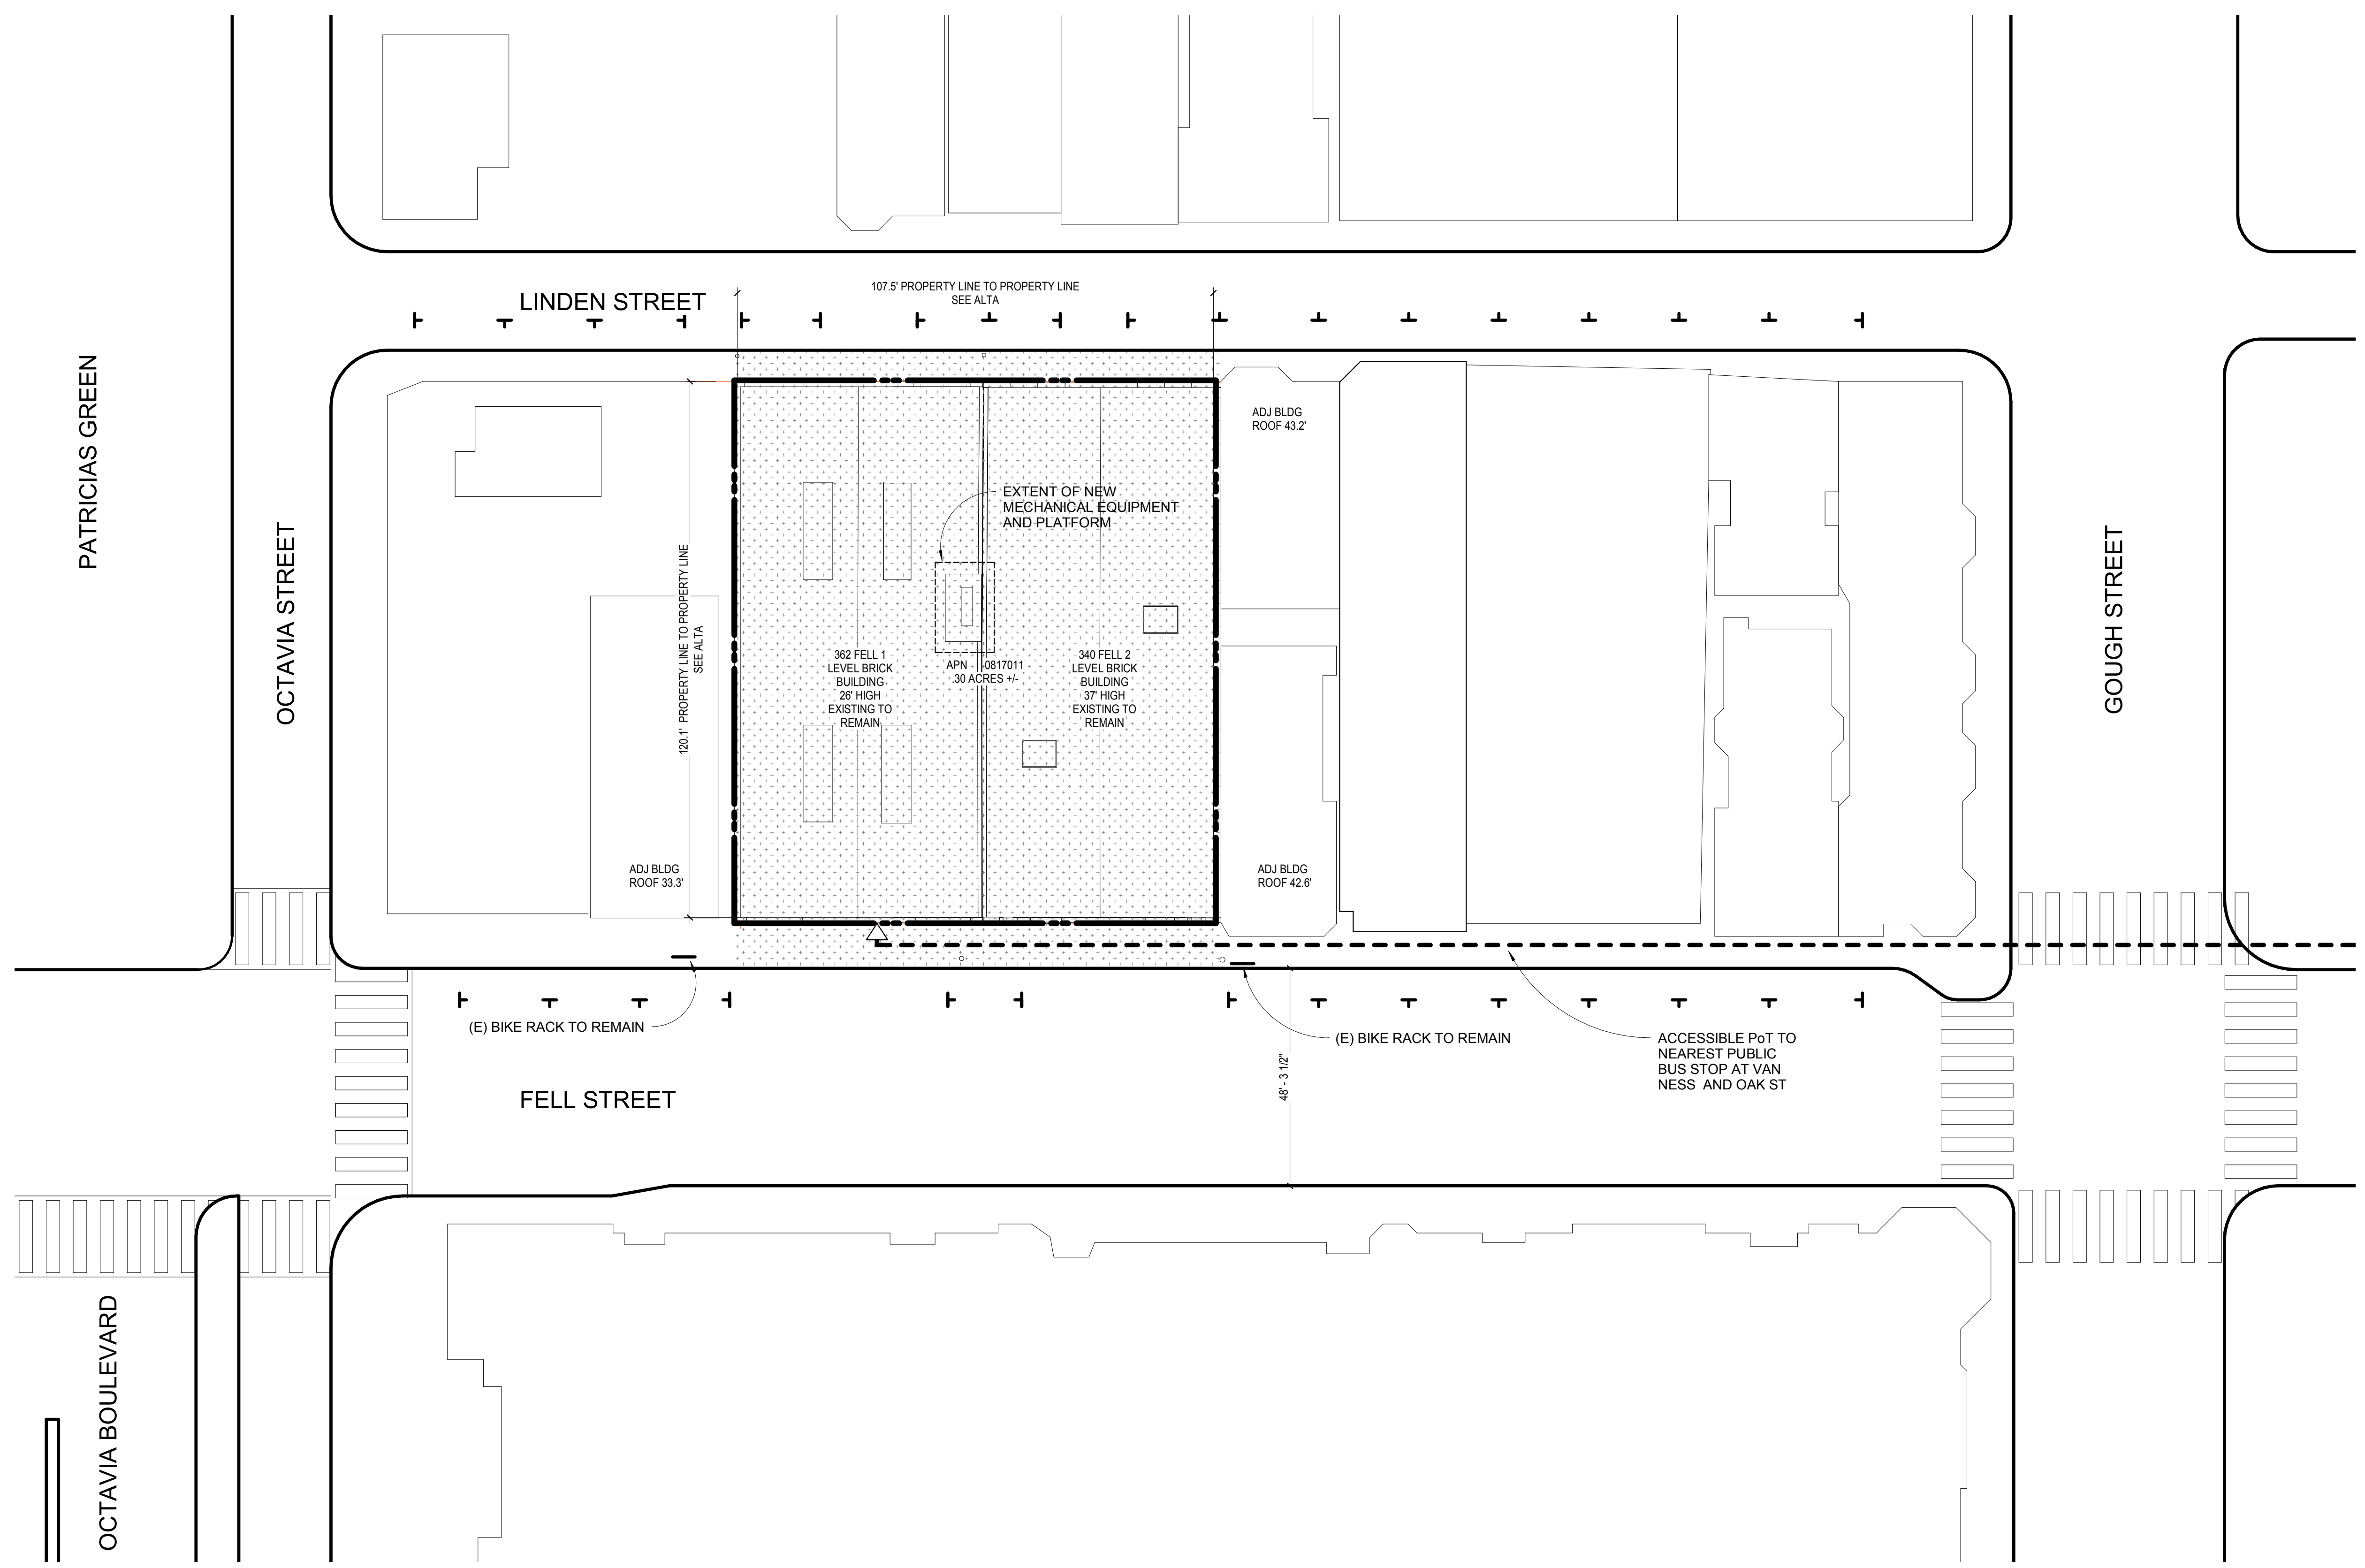 LINDEN STREET
107.5' PROPERTY LINE TO PROPERTY LINE
SEE ALTA
PATRICIAS GREEN
OCTAVIA STREET
ADJ BLDG
ROOF 43.2'
EXTENT OF NEW
MECHANICAL EQUIPMENT
AND PLATFORM
120.1' PROPERTY LINE TO PROPERTY LINE
SEE ALTA
362 FELL 1
LEVEL BRICK
BUILDING
26' HIGH
EXISTING TO
REMAIN
APN 0817011
.30 ACRES +/-
340 FELL 2
LEVEL BRICK
BUILDING
37' HIGH
EXISTING TO
REMAIN
GOUGH STREET
ADJ BLDG
ROOF 33.3'
ADJ BLDG
ROOF 42.6'
(E) BIKE RACK TO REMAIN
(E) BIKE RACK TO REMAIN
ACCESSIBLE PoT TO
NEAREST PUBLIC
BUS STOP AT VAN
NESS AND OAK ST
48' - 3 1/2"
FELL STREET
OCTAVIA BOULEVARD